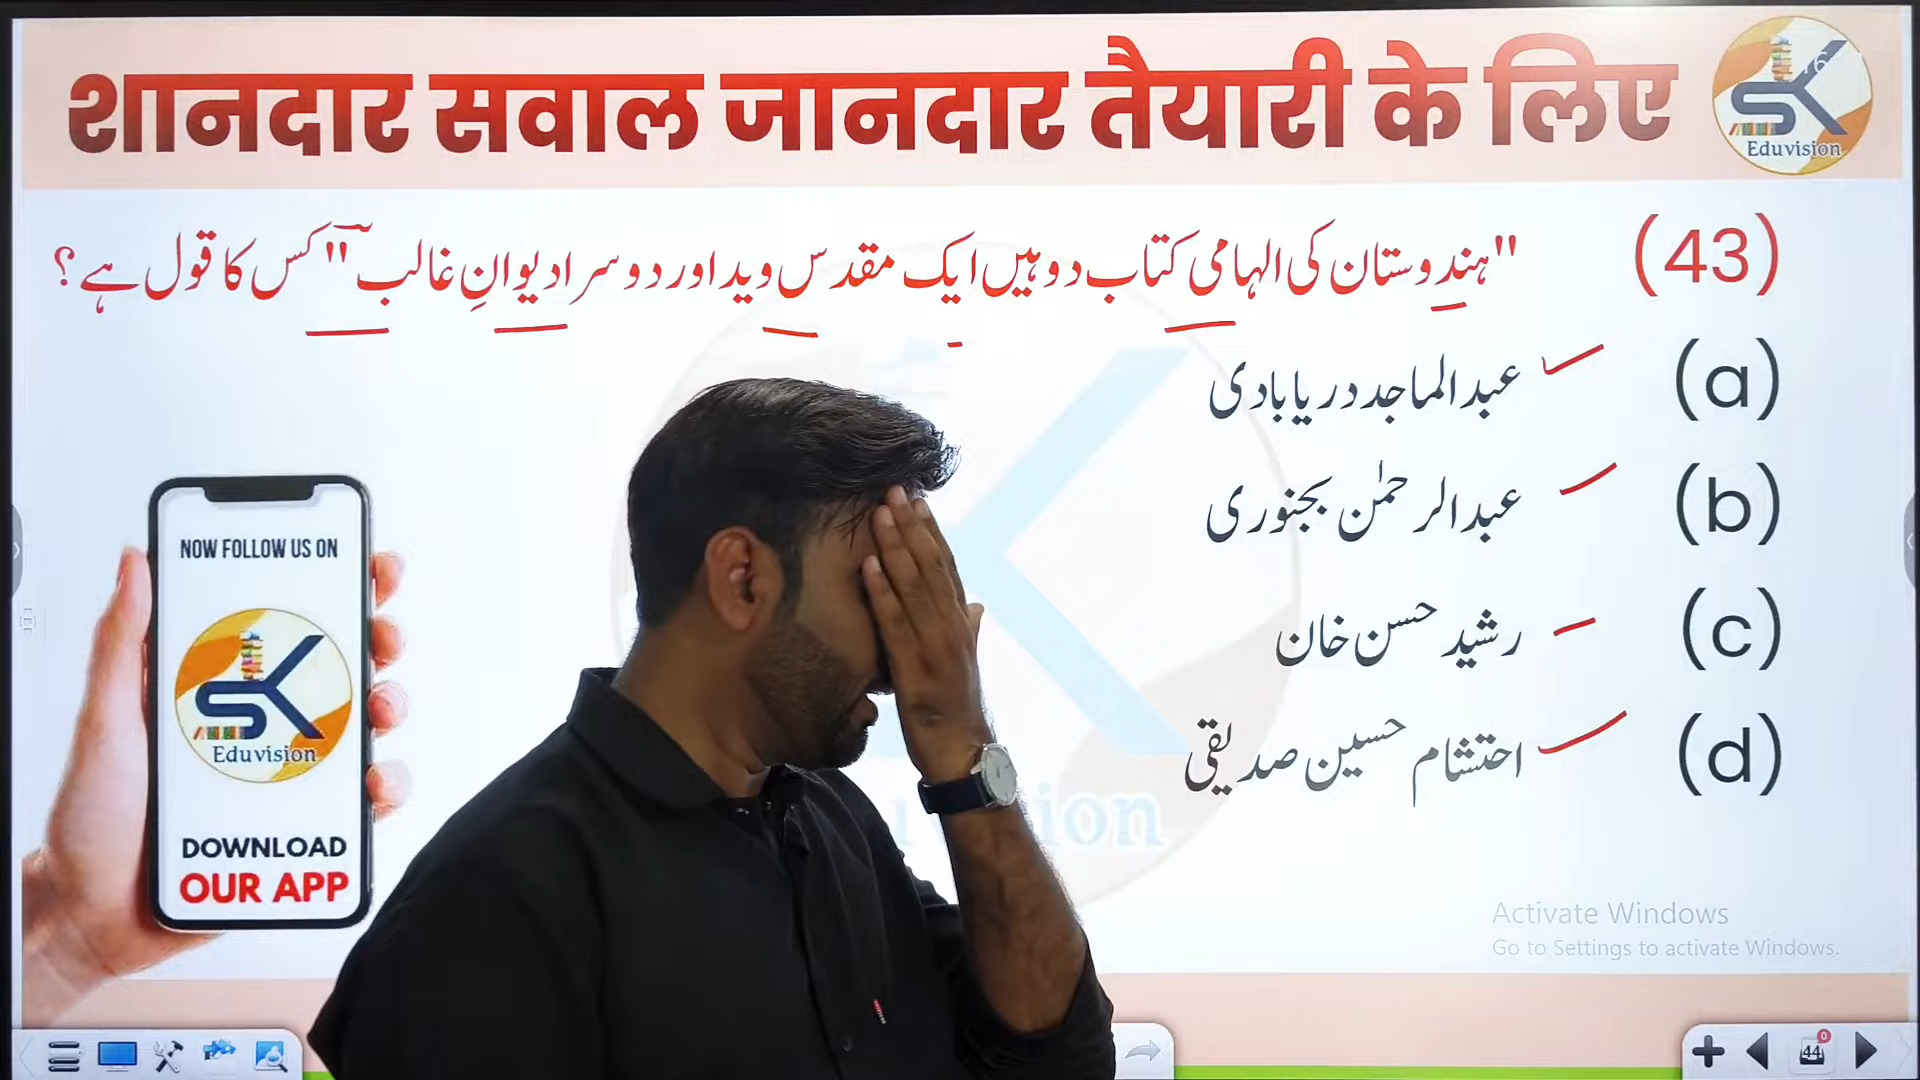 शानदार सवाल जानदार तैयारी के लिए
SK
Eduvision
(43) "ہندوستان کی الہامی کتاب دو ہیں ایک مقدس وید اور دوسرا دیوانِ غالب" کس کا قول ہے؟
(a) عبدالماجد دریابادی
(b) عبدالرحمٰن بجنوری
(c) رشید حسن خان
(d) احتشام حسین صدیقی
NOW FOLLOW US ON
SK
Eduvision
DOWNLOAD
OUR APP
Activate Windows
Go to Settings to activate Windows.
44
0